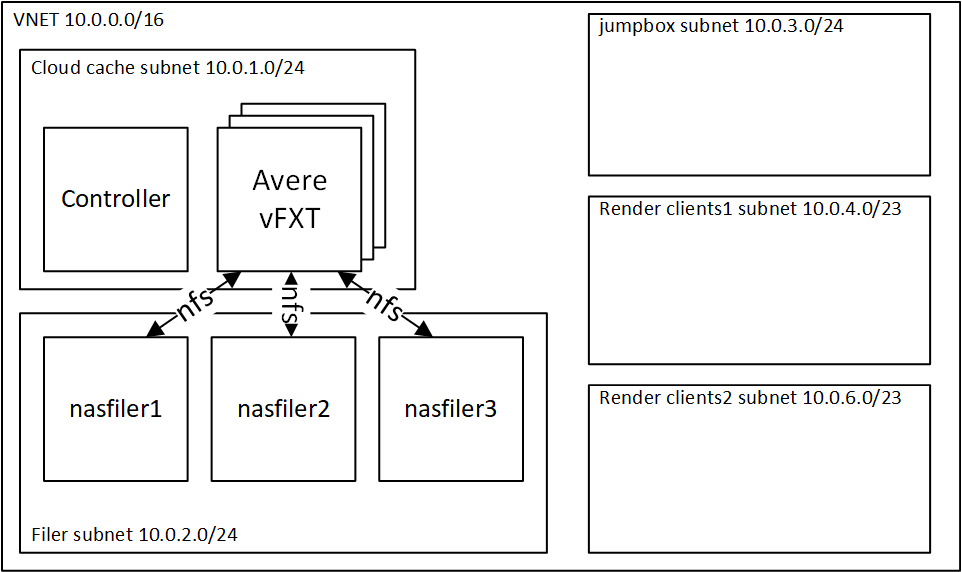 VNET 10.0.0.0/16
Cloud cache subnet 10.0.1.0/24
Controller
Avere
vFXT
nfs
nfs
nfs
nasfiler1
nasfiler2
nasfiler3
Filer subnet 10.0.2.0/24
jumpbox subnet 10.0.3.0/24
Render clients1 subnet 10.0.4.0/23
Render clients2 subnet 10.0.6.0/23